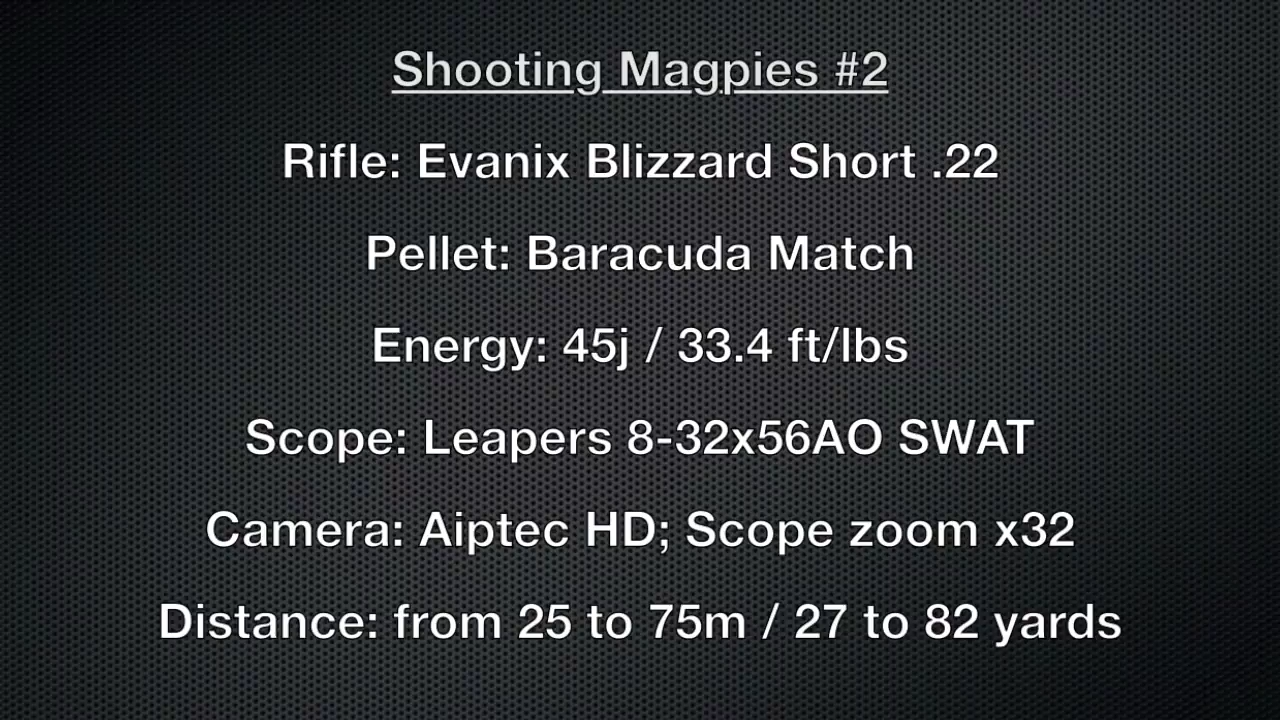 Shooting Magpies #2
Rifle: Evanix Blizzard Short .22
Pellet: Baracuda Match
Energy: 45j / 33.4 ft/lbs
Scope: Leapers 8-32x56AO SWAT
Camera: Aiptec HD; Scope zoom x32
Distance: from 25 to 75m / 27 to 82 yards